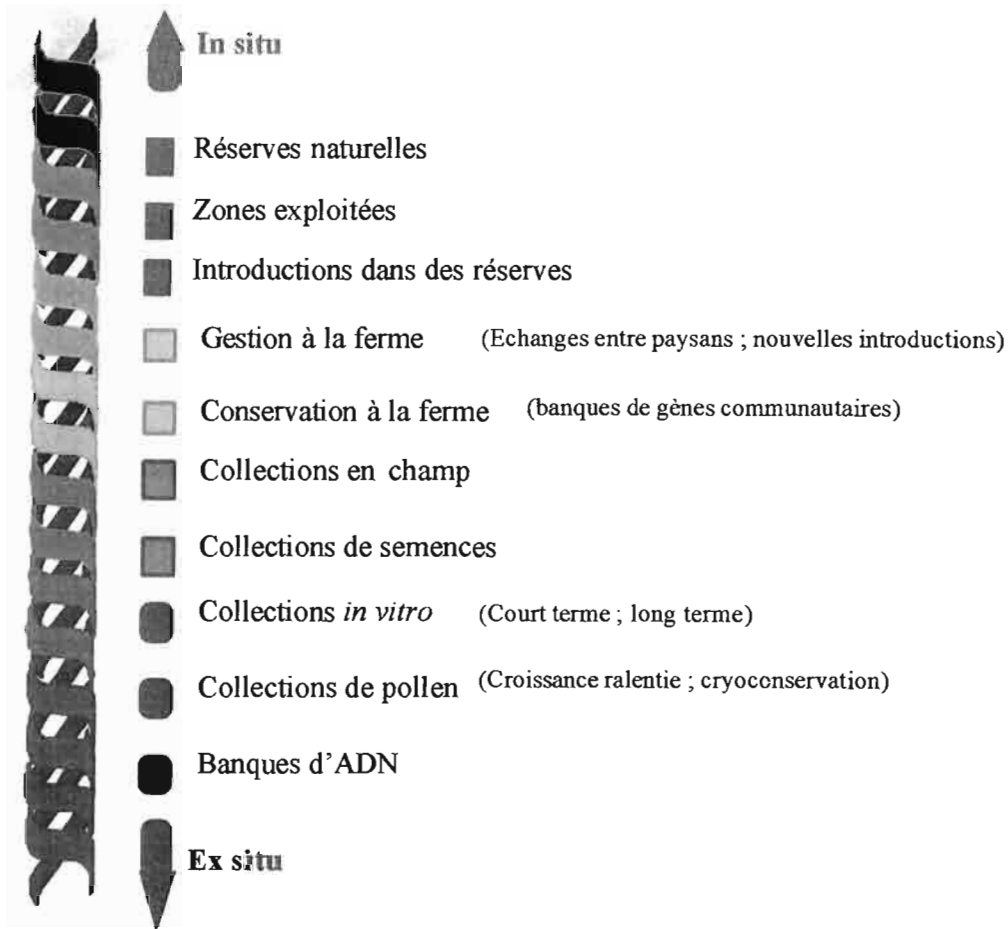 In situ
Réserves naturelles
Zones exploitées
Introductions dans des réserves
Gestion à la ferme (Echanges entre paysans ; nouvelles introductions)
Conservation à la ferme (banques de gènes communautaires)
Collections en champ
Collections de semences
Collections in vitro (Court terme ; long terme)
Collections de pollen (Croissance ralentie ; cryoconservation)
Banques d'ADN
Ex situ